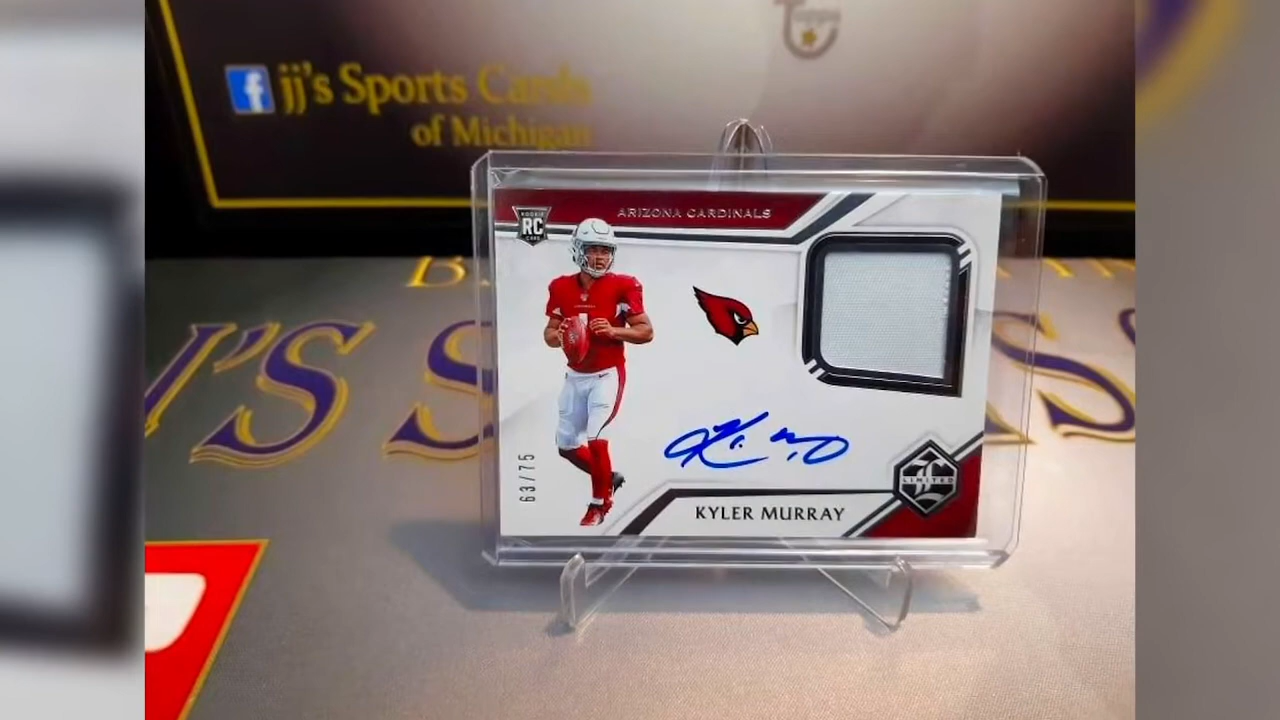 f jj's Sports Cards
of Michigan
ROOKIE
RC
CARD
ARIZONA CARDINALS
J'S S
63/75
LIMITED
KYLER MURRAY